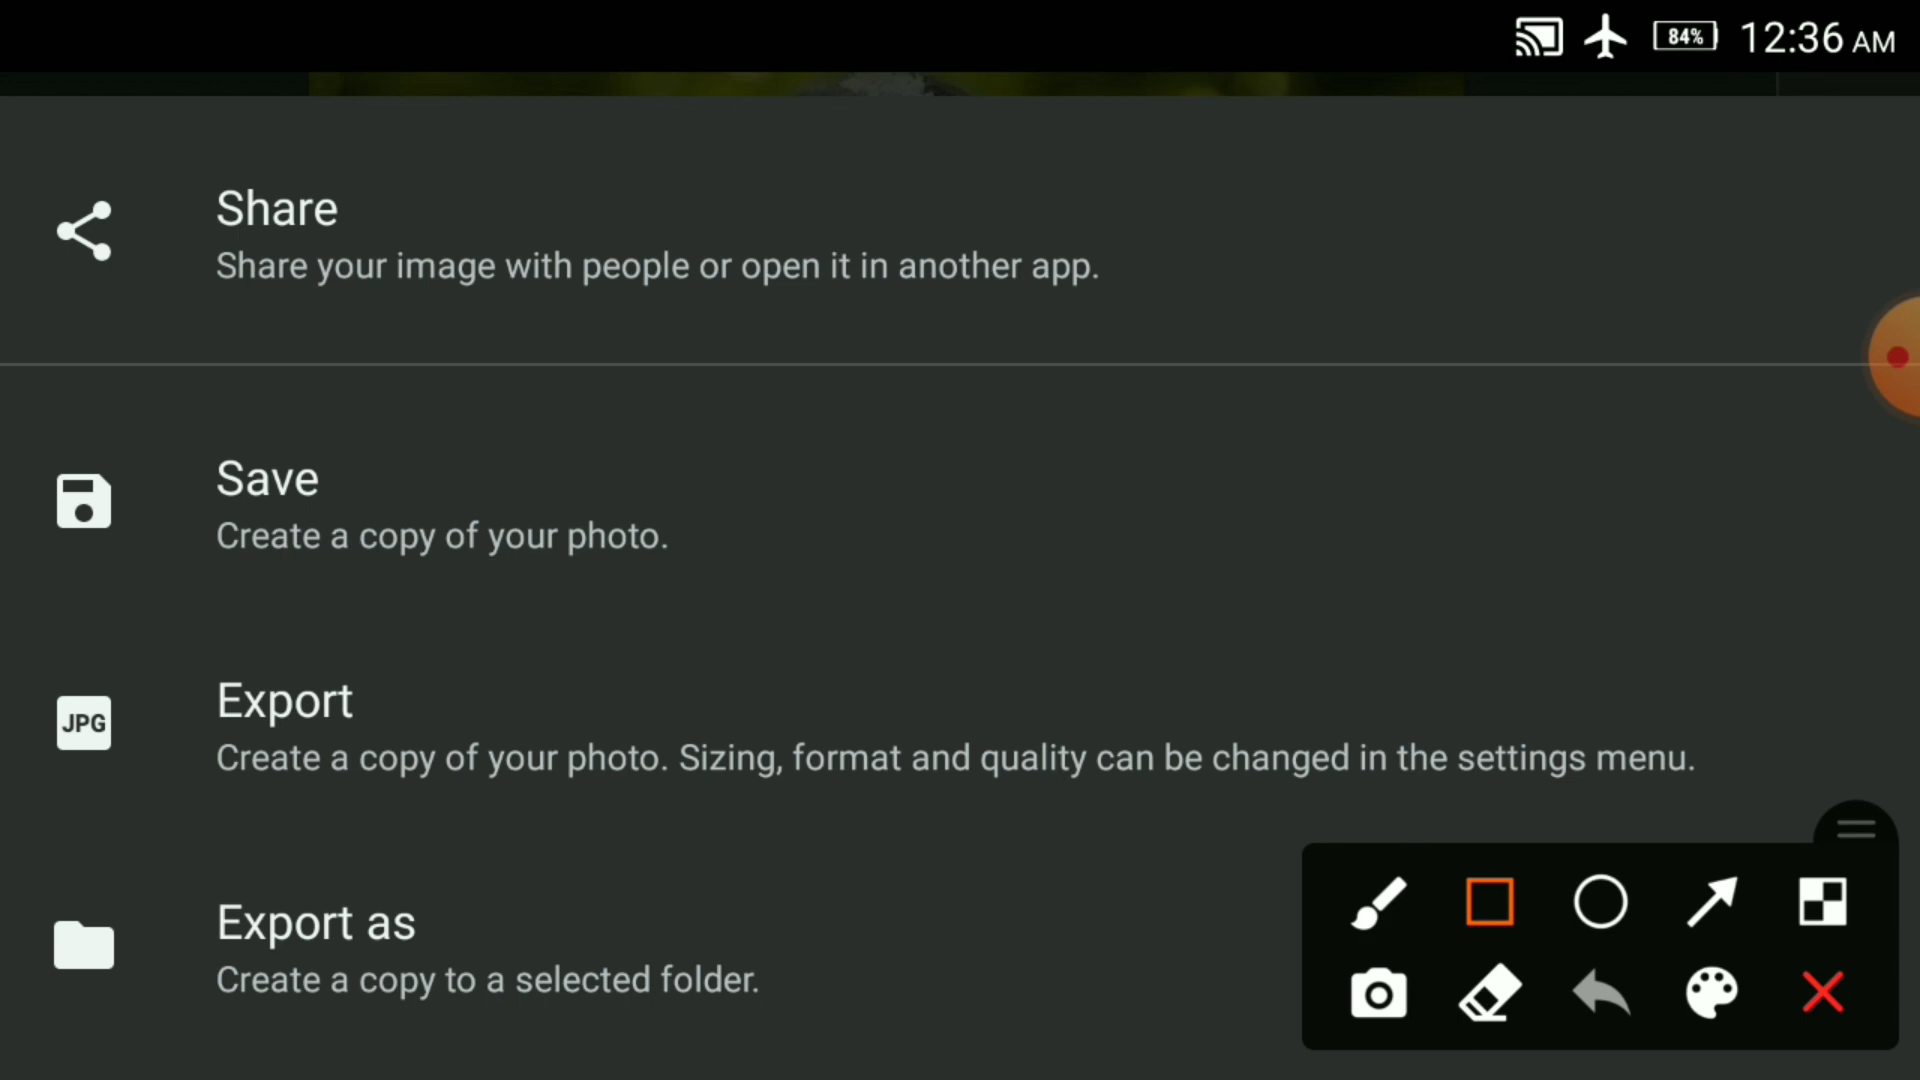 84% 12:36 AM
Share
Share your image with people or open it in another app.
Save
Create a copy of your photo.
JPG
Export
Create a copy of your photo. Sizing, format and quality can be changed in the settings menu.
Export as
Create a copy to a selected folder.